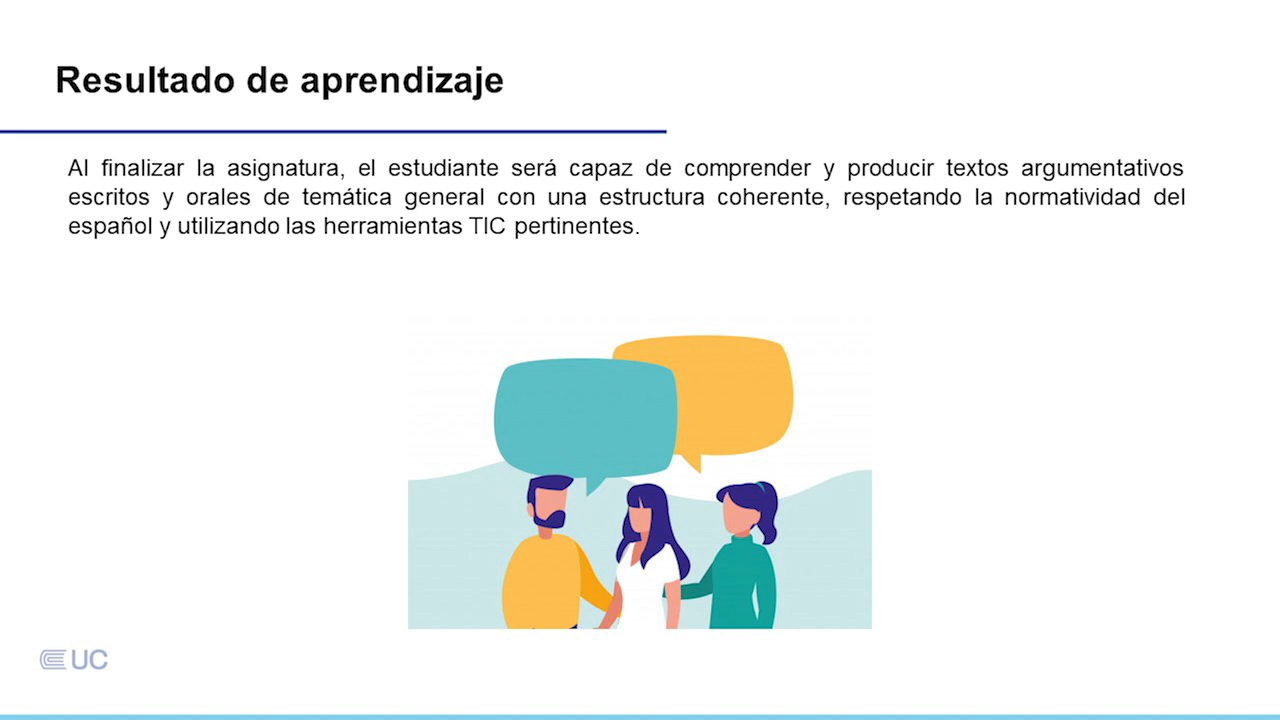 Resultado de aprendizaje
Al finalizar la asignatura, el estudiante será capaz de comprender y producir textos argumentativos
escritos y orales de temática general con una estructura coherente, respetando la normatividad del
español y utilizando las herramientas TIC pertinentes.
UC